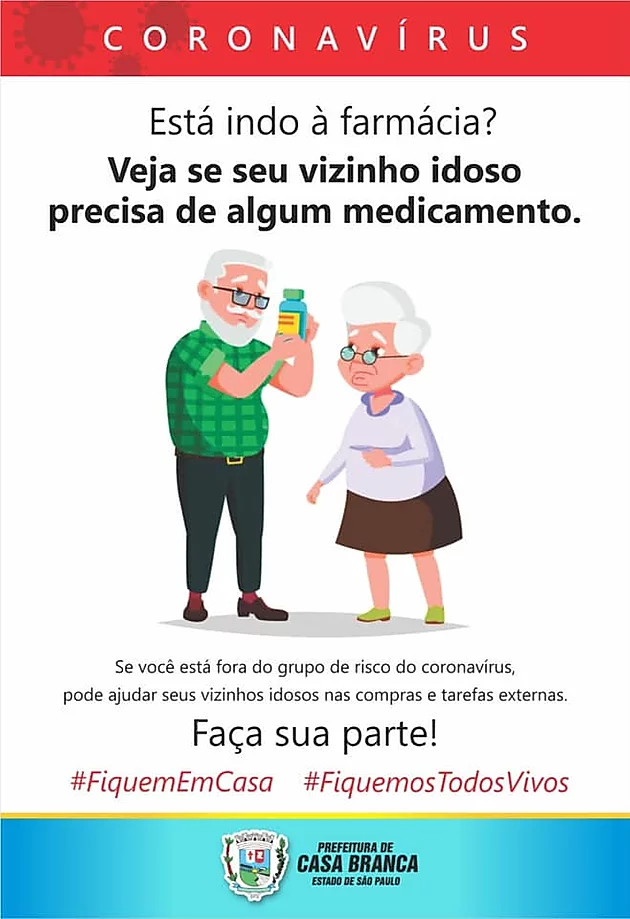 CORONAVÍRUS
Está indo à farmácia?
Veja se seu vizinho idoso
precisa de algum medicamento.
Se você está fora do grupo de risco do coronavírus,
pode ajudar seus vizinhos idosos nas compras e tarefas externas.
Faça sua parte!
#FiquemEmCasa #FiquemosTodosVivos
PREFEITURA DE
CASA BRANCA
ESTADO DE SÃO PAULO